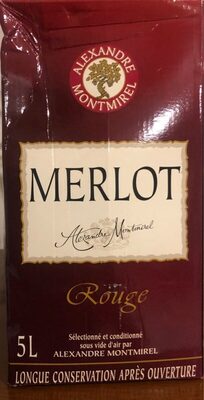 ALEXANDRE
MONTMIREL
MERLOT
Alexandre Montmirel
Rouge
5L
Sélectionné et conditionné
sous vide d'air par
ALEXANDRE MONTMIREL
LONGUE CONSERVATION APRÈS OUVERTURE